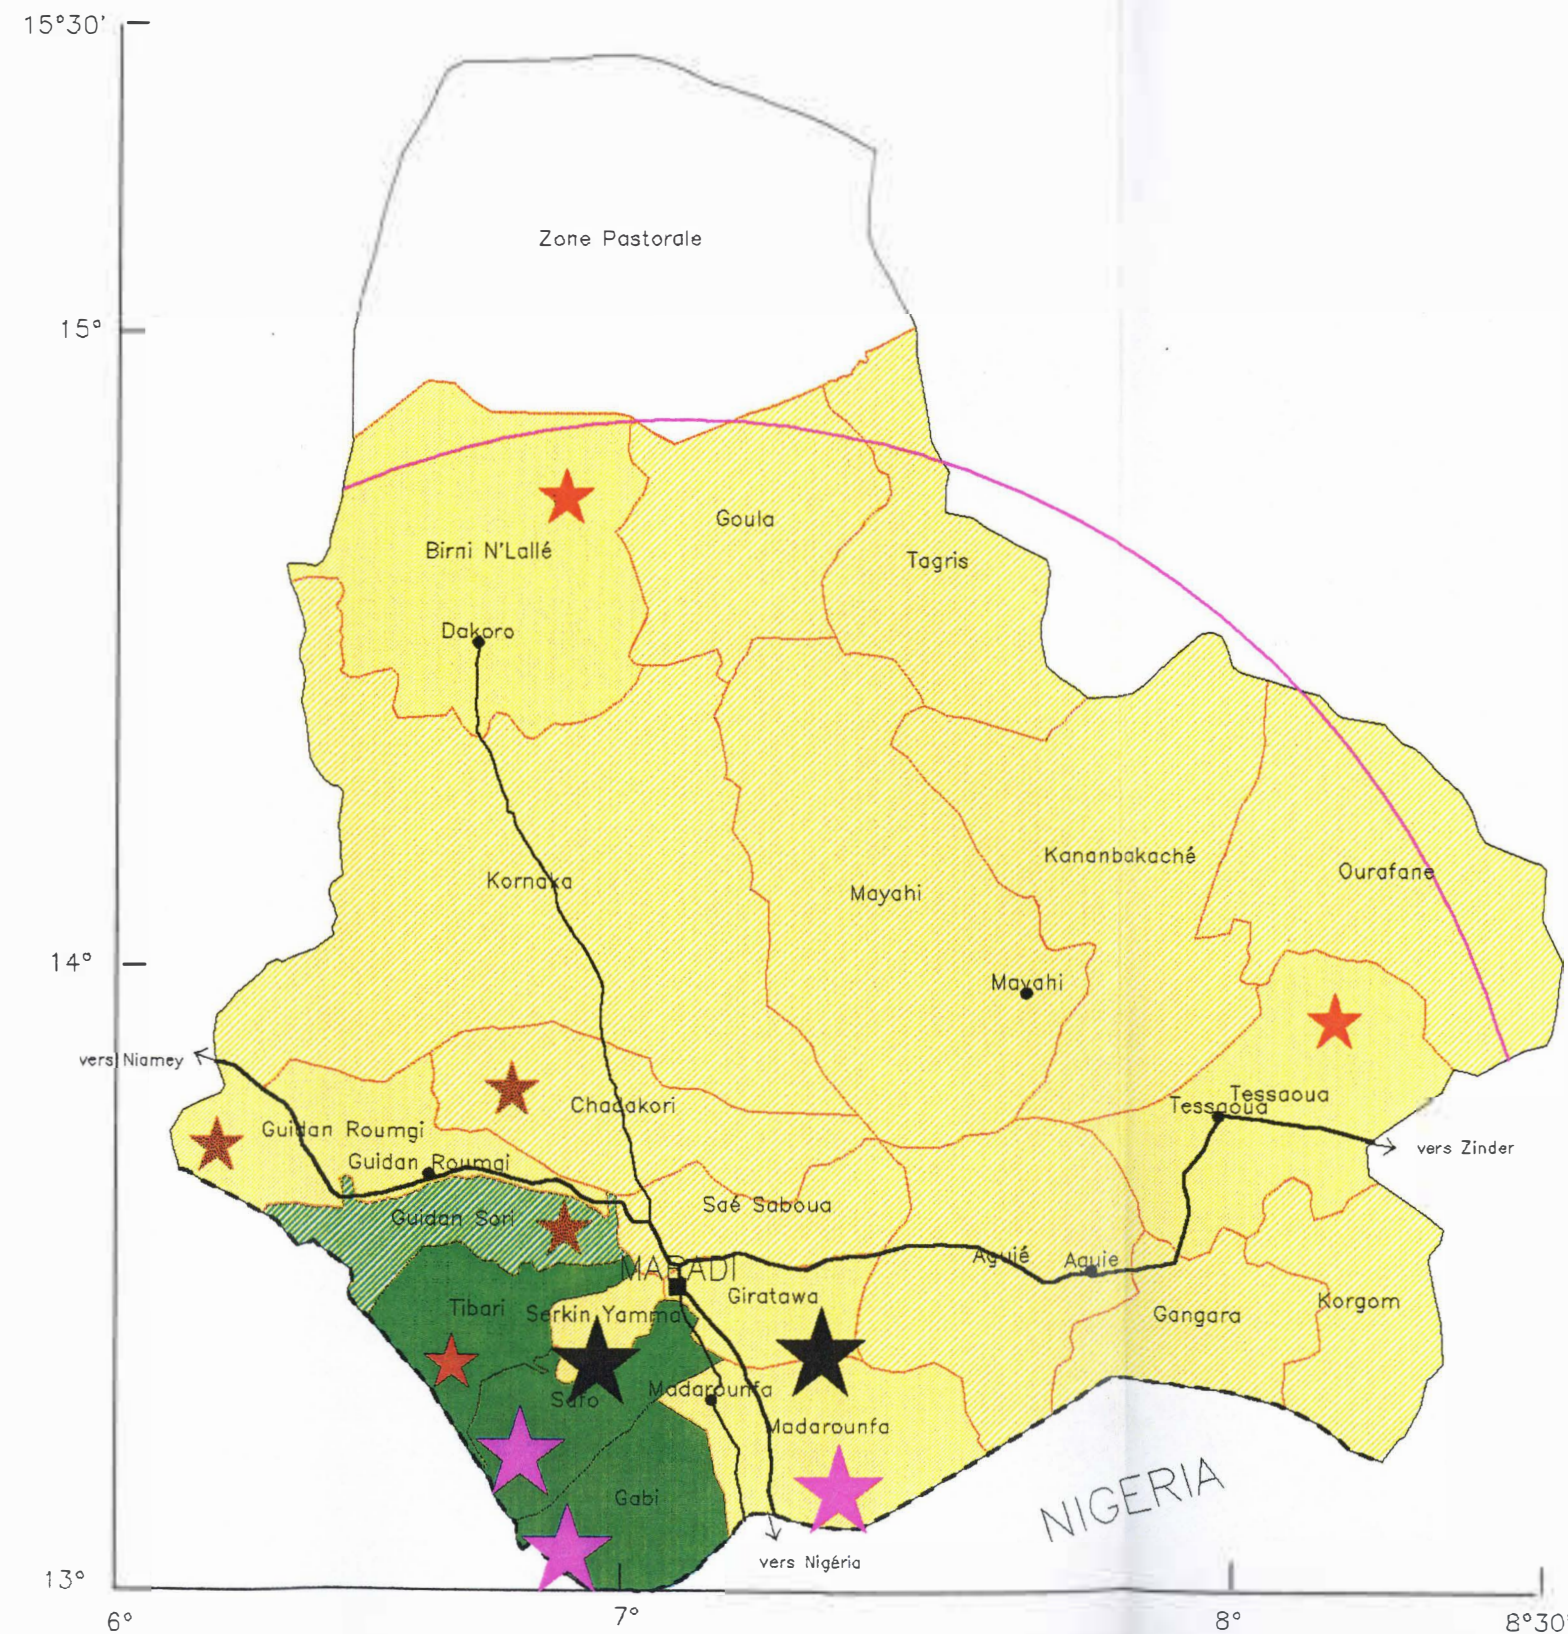 15°30'
Zone Pastorale
15°
Goula
Birni N'Lallé
Tagris
Dakoro
Kananbakaché
Ourafane
Kornaka
Mayahi
14°
Mayahi
vers Niamey
Tessaoua
Chadakori
Tessaoua
Guidan Roumgi
vers Zinder
Guidan Roumgi
Saé Saboua
Guidan Sori
Aguié
Aguie
MARADI
Giratawa
Korgom
Tibari
Serkin Yamma
Gangara
Madarounfa
Safo
Madarounfa
Gabi
NIGERIA
vers Nigéria
13°
6°
7°
8°
8°30